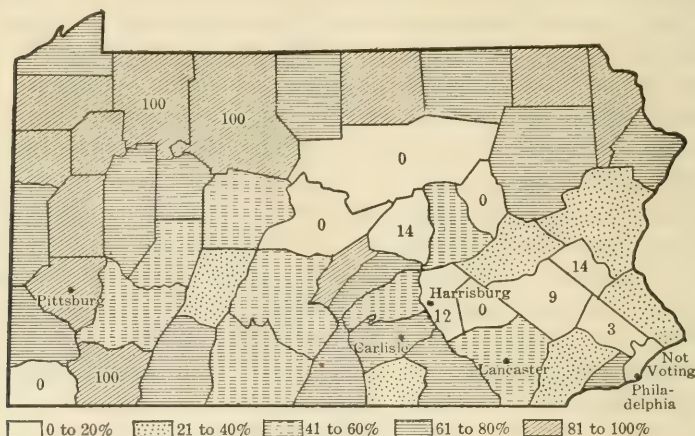 100
100
0
0
0
14
14
Pittsburg
Harrisburg
12
0
9
3
Carlisle
Lancaster
Not
Voting
Phila-
delphia
0
100
0 to 20% 21 to 40% 41 to 60% 61 to 80% 81 to 100%